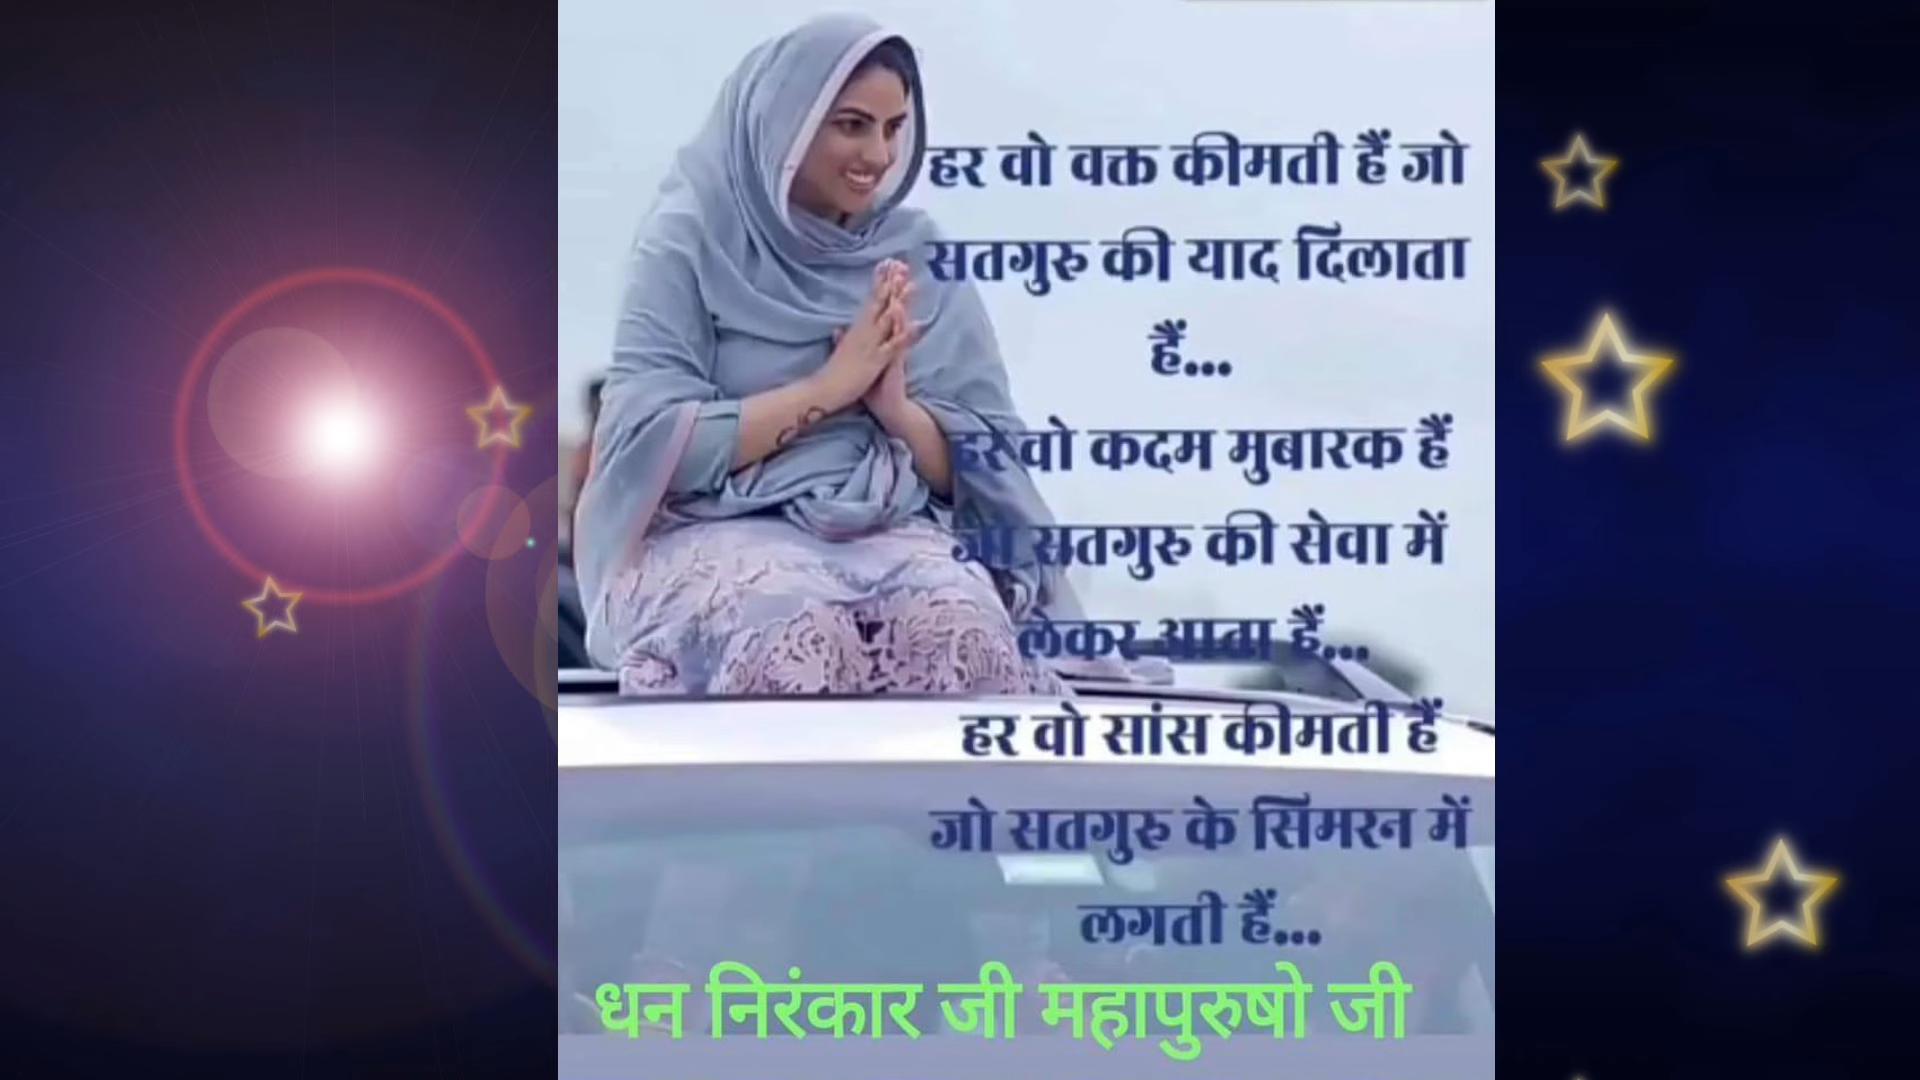 हर वो वक्त कीमती हैं जो
सतगुरु की याद दिलाता
हैं...
हर वो कदम मुबारक हैं
जो सतगुरु की सेवा में
लेकर आता हैं...
हर वो सांस कीमती हैं
जो सतगुरु के सिमरन में
लगती हैं...
धन निरंकार जी महापुरुषो जी